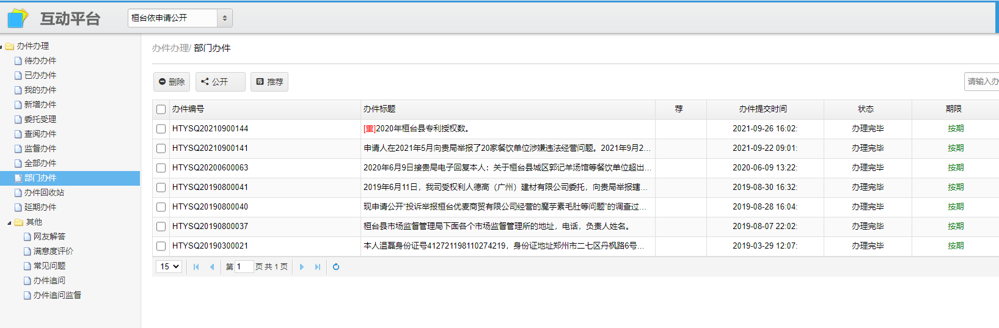 互动平台 桓台依申请公开
办件办理
待办办件
已办办件
我的办件
新增办件
委托受理
查阅办件
监督办件
全部办件
部门办件
办件回收站
延期办件
其他
网友解答
满意度评价
常见问题
办件追问
办件追问监督
办件办理/ 部门办件
删除 公开 荐 推荐 请输入办
办件编号 办件标题 荐 办件提交时间 状态 期限
HTYSQ20210900144 [重]2020年桓台县专利授权数。 2021-09-26 16:02: 办理完毕 按期
HTYSQ20210900141 申请人在2021年5月向贵局举报了20家餐饮单位涉嫌违法经营问题。2021年9月2... 2021-09-22 09:01: 办理完毕 按期
HTYSQ20200600063 2020年6月9日接贵局电子回复本人：关于桓台县城区郭记羊汤馆等餐饮单位超出... 2020-06-09 13:22: 办理完毕 按期
HTYSQ20190800041 2019年6月11日，我司受权利人德高（广州）建材有限公司委托，向贵局举报辖... 2019-08-30 16:32: 办理完毕 按期
HTYSQ20190800040 现申请公开“投诉举报桓台优麦商贸有限公司经营的魔芋素毛肚等问题”的调查过... 2019-08-28 16:04: 办理完毕 按期
HTYSQ20190800037 桓台县市场监督管理局下面各个市场监督管理所的地址，电话，负责人姓名。 2019-08-07 22:02: 办理完毕 按期
HTYSQ20190300021 本人温磊身份证号412721198110274219，身份证地址郑州市二七区丹枫路6号... 2019-03-29 12:07: 办理完毕 按期
15 第 1 页 共 1 页